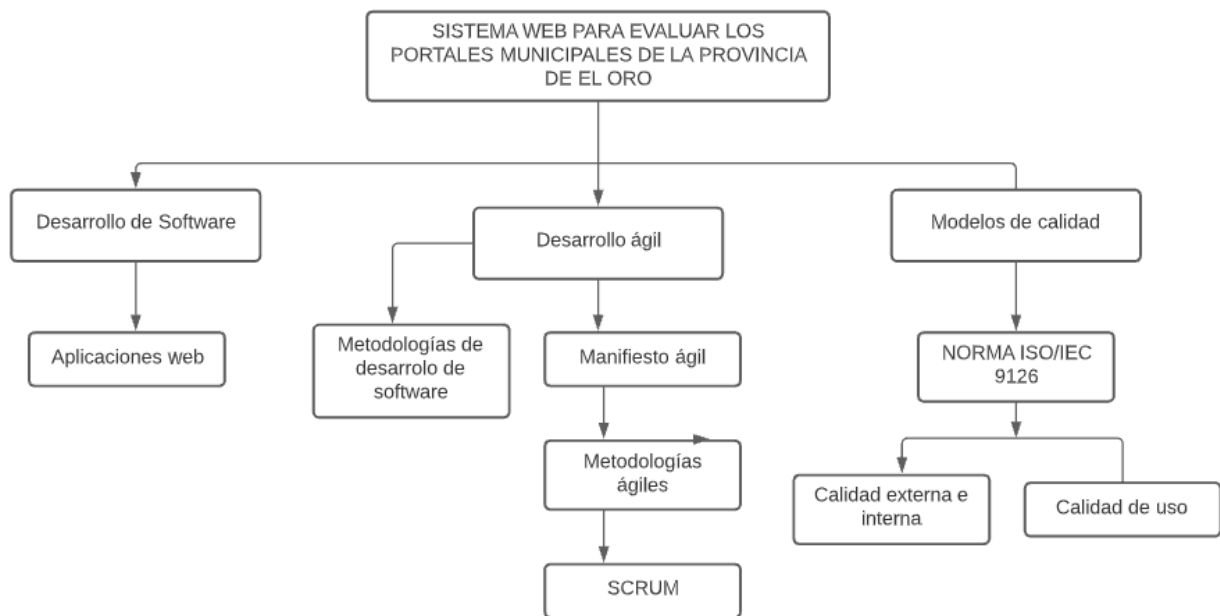 SISTEMA WEB PARA EVALUAR LOS
PORTALES MUNICIPALES DE LA PROVINCIA
DE EL ORO
Desarrollo de Software
Desarrollo ágil
Modelos de calidad
Aplicaciones web
Metodologías de
desarrolo de
software
Manifiesto ágil
NORMA ISO/IEC
9126
Metodologías
ágiles
Calidad externa e
interna
Calidad de uso
SCRUM